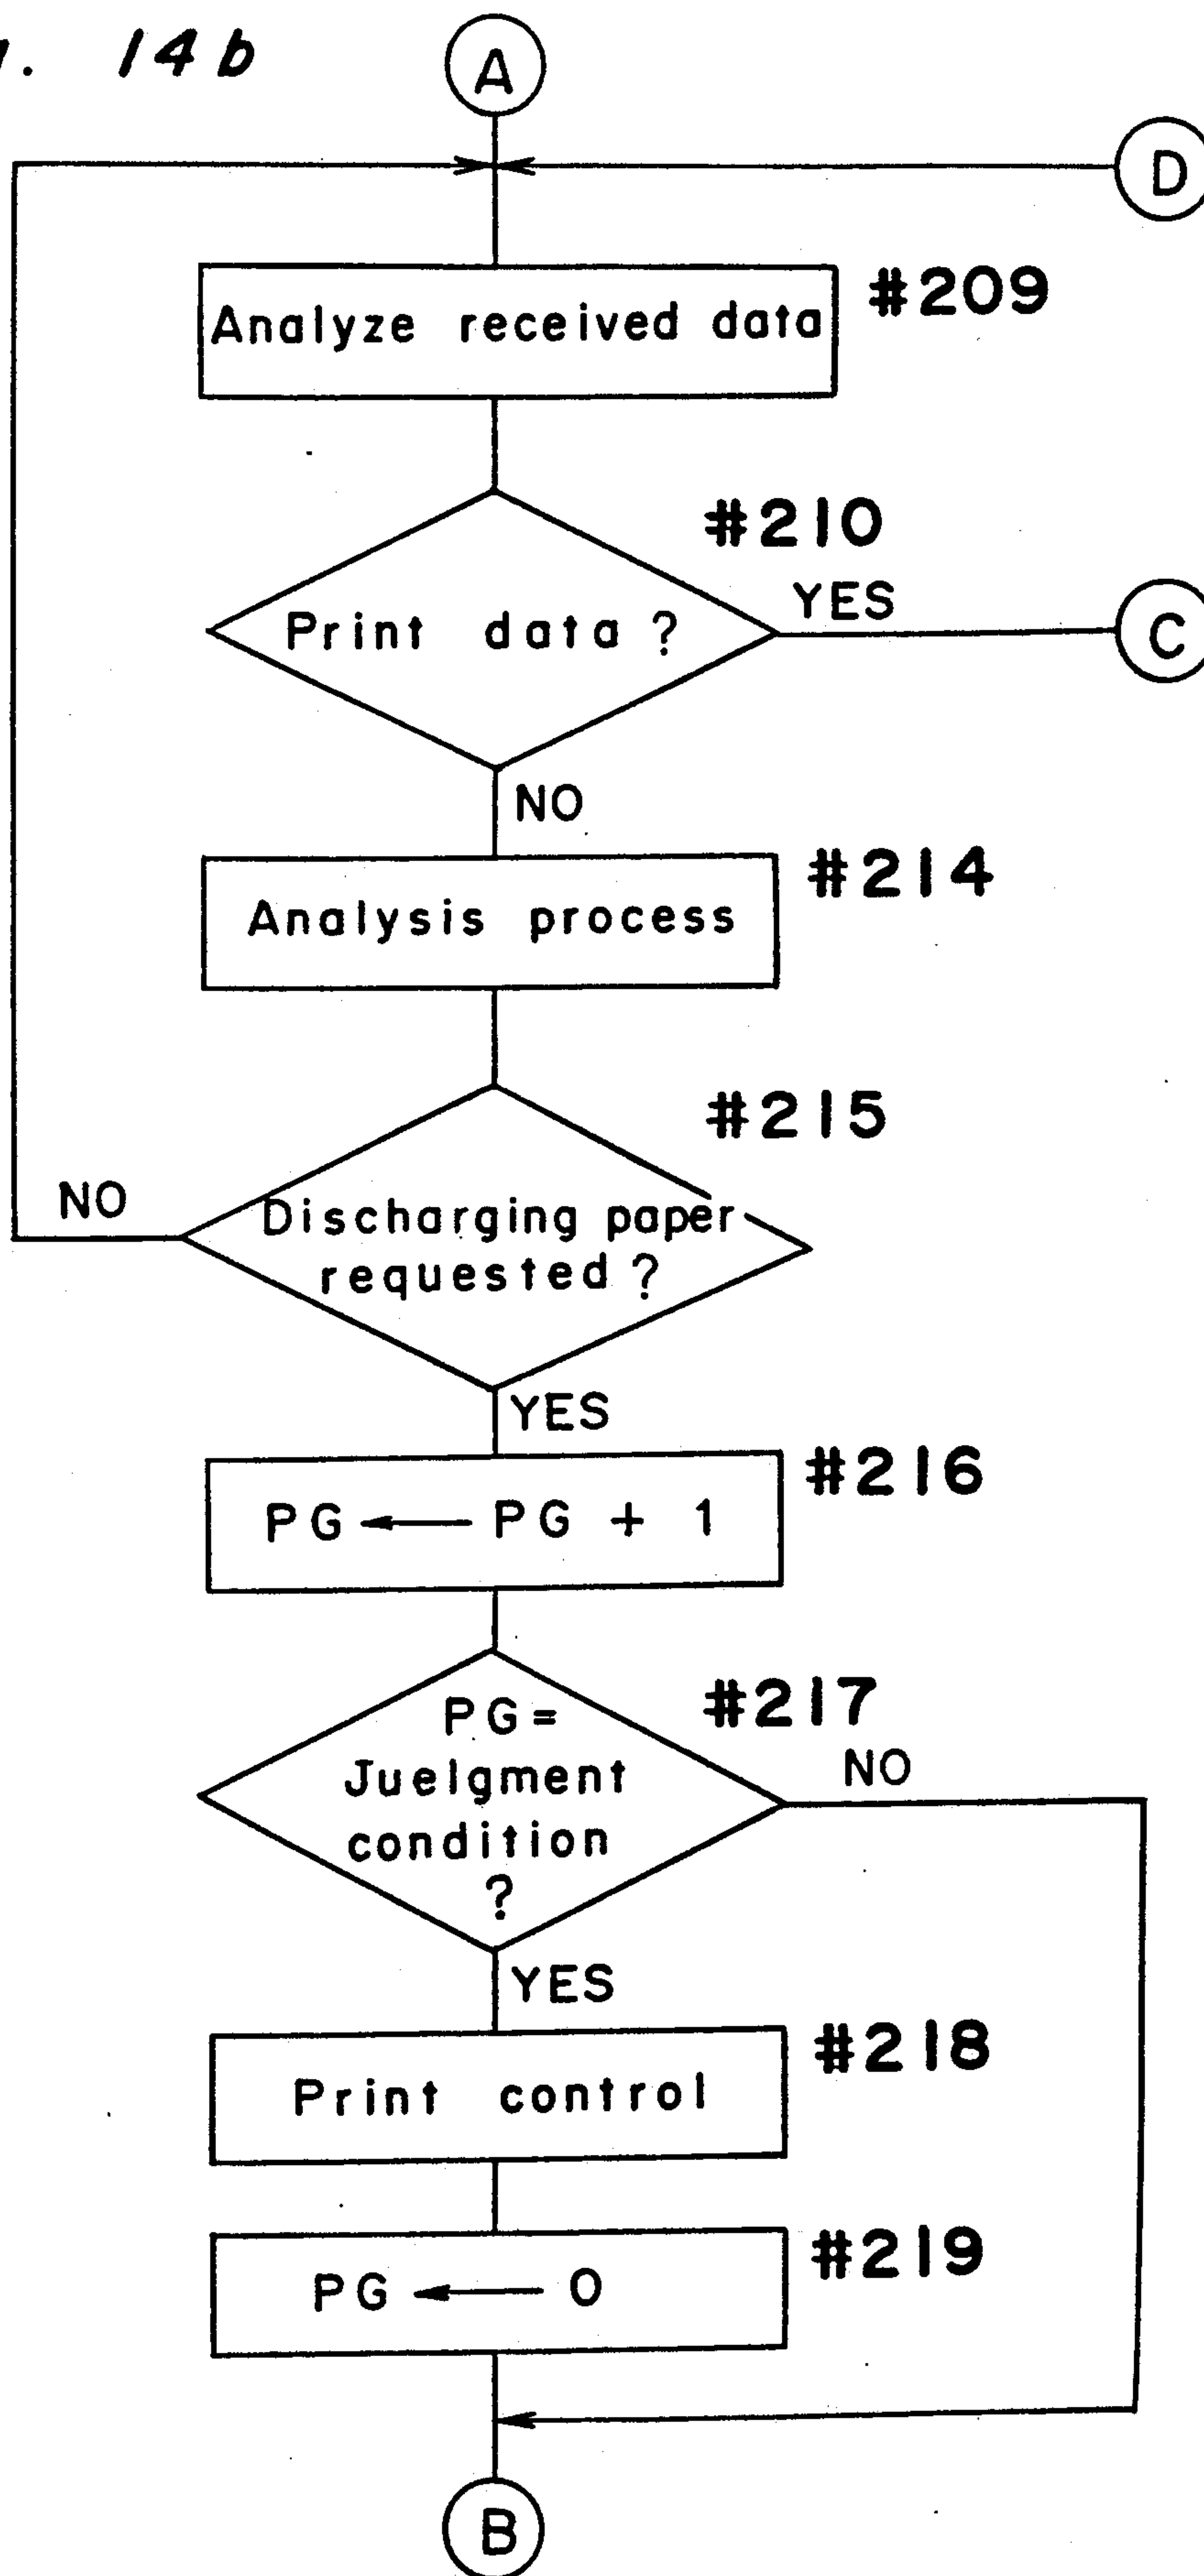 14b
A
D
Analyze received data
#209
#210
Print data ?
YES
C
NO
Analysis process
#214
#215
NO
Discharging paper
requested ?
YES
PG ← PG + 1
#216
#217
PG =
Juelgment
condition
?
NO
YES
Print control
#218
PG ← 0
#219
B